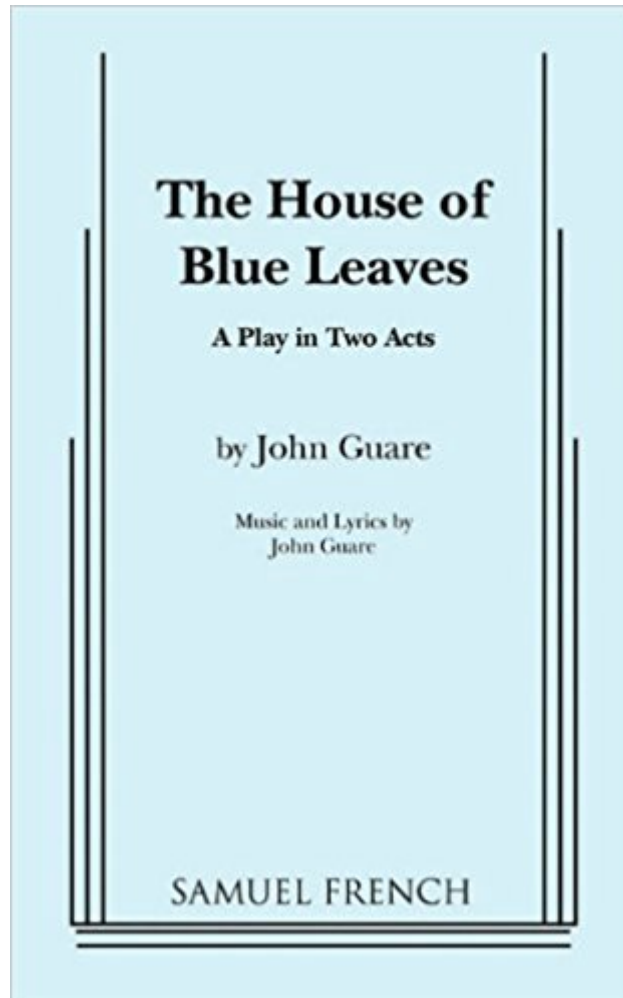 The House of
Blue Leaves
A Play in Two Acts
by John Guare
Music and Lyrics by
John Guare
SAMUEL FRENCH